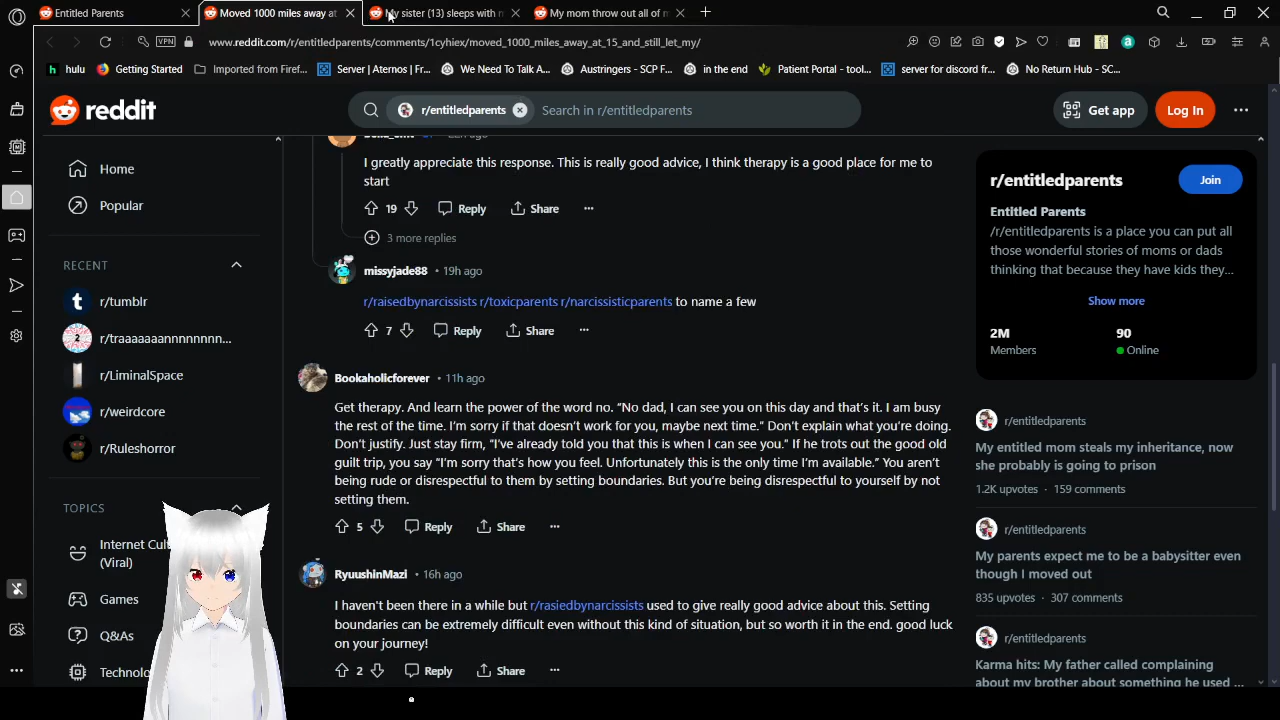 Entitled Parents
Moved 1000 miles away at
My sister (13) sleeps with m
My mom throw out all of m
VPN
www.reddit.com/r/entitledparents/comments/1cyhiex/moved_1000_miles_away_at_15_and_still_let_my/
hulu
Getting Started
Imported from Firef...
Server | Aternos | Fr...
We Need To Talk A...
Austringers - SCP F...
in the end
Patient Portal - tool...
server for discord fr...
No Return Hub - SC...
reddit
r/entitledparents
Search in r/entitledparents
Get app
Log In
Home
Popular
RECENT
r/tumblr
r/traaaaaaannnnnnnn...
r/LiminalSpace
r/weirdcore
r/Ruleshorror
TOPICS
Internet Cul
(Viral)
Games
Q&As
Technolo
I greatly appreciate this response. This is really good advice, I think therapy is a good place for me to
start
19 Reply Share
3 more replies
missyjade88 • 19h ago
r/raisedbynarcissists r/toxicparents r/narcissisticparents to name a few
7 Reply Share
Bookaholicforever • 11h ago
Get therapy. And learn the power of the word no. “No dad, I can see you on this day and that’s it. I am busy
the rest of the time. I’m sorry if that doesn’t work for you, maybe next time.” Don’t explain what you’re doing.
Don’t justify. Just stay firm, “I’ve already told you that this is when I can see you.” If he trots out the good old
guilt trip, you say “I’m sorry that’s how you feel. Unfortunately this is the only time I’m available.” You aren’t
being rude or disrespectful to them by setting boundaries. But you’re being disrespectful to yourself by not
setting them.
5 Reply Share
RyuushinMazi • 16h ago
I haven't been there in a while but r/rasiedbynarcissists used to give really good advice about this. Setting
boundaries can be extremely difficult even without this kind of situation, but so worth it in the end. good luck
on your journey!
2 Reply Share
r/entitledparents
Join
Entitled Parents
/r/entitledparents is a place you can put all
those wonderful stories of moms or dads
thinking that because they have kids they...
Show more
2M 90
Members Online
r/entitledparents
My entitled mom steals my inheritance, now
she probably is going to prison
1.2K upvotes · 159 comments
r/entitledparents
My parents expect me to be a babysitter even
though I moved out
835 upvotes · 307 comments
r/entitledparents
Karma hits: My father called complaining
about my brother about something he used ...